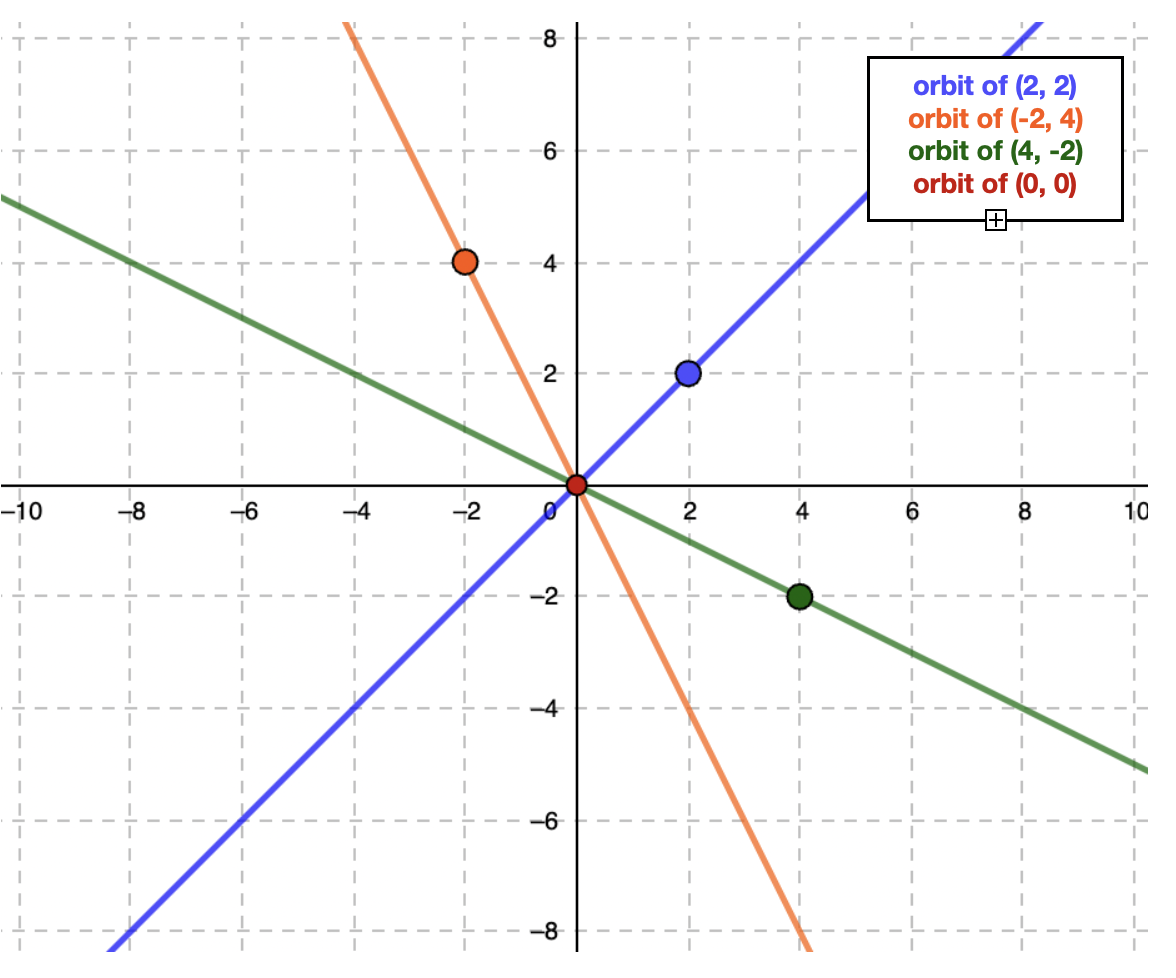 8
orbit of (2, 2)
orbit of (-2, 4)
orbit of (4, -2)
orbit of (0, 0)
6
4
2
–10 –8 –6 –4 –2 0 2 4 6 8 10
–2
–4
–6
–8